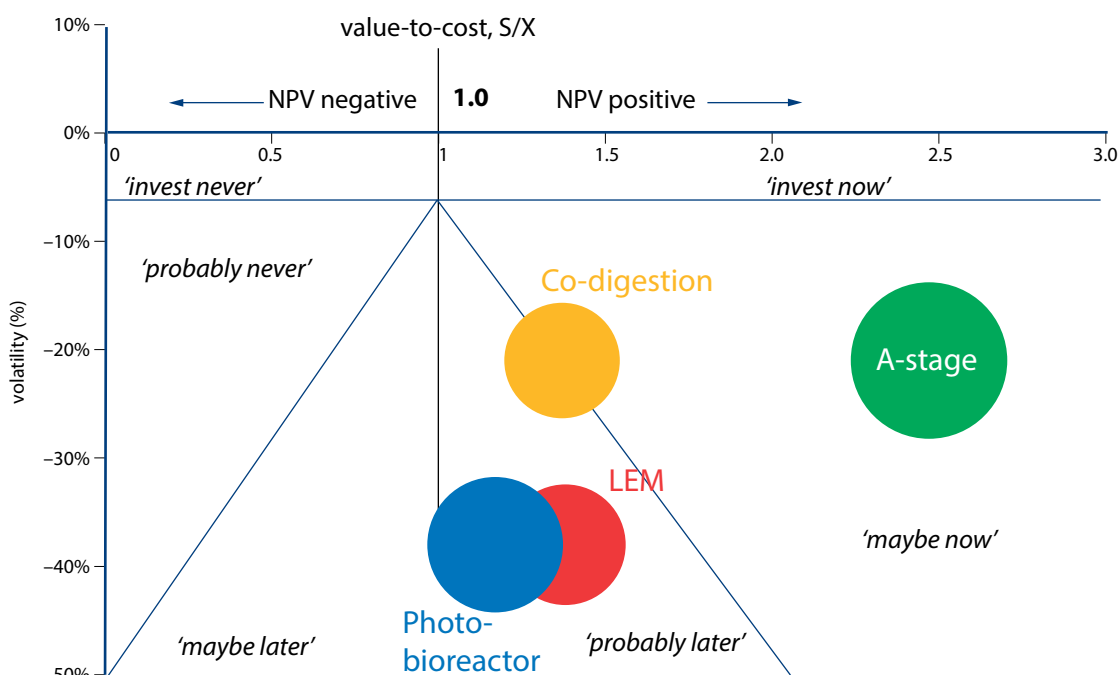 value-to-cost, S/X
10%
NPV negative
1.0
NPV positive
0%
0
0.5
1
1.5
2.0
2.5
3.0
‘invest never’
‘invest now’
–10%
‘probably never’
Co-digestion
volatility (%)
–20%
A-stage
–30%
LEM
‘maybe now’
–40%
Photo-
bioreactor
‘maybe later’
‘probably later’
–50%